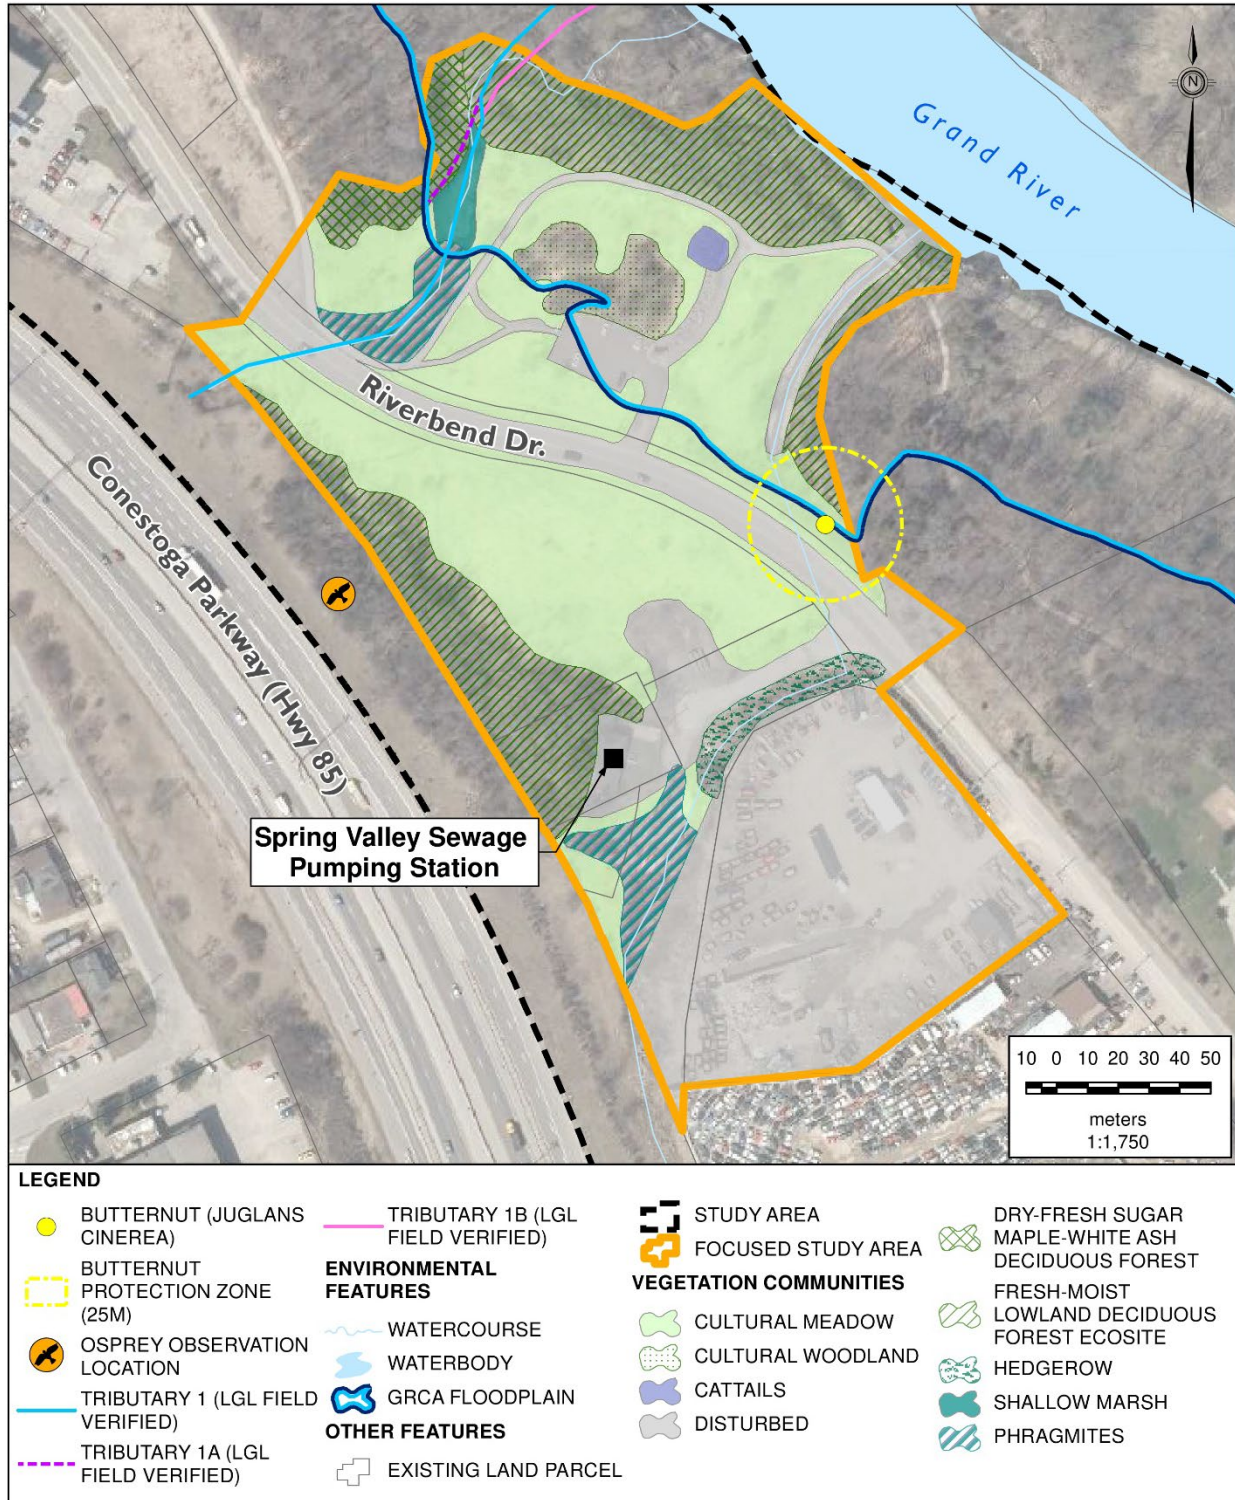 N
Grand River
Riverbend Dr.
Conestoga Parkway (Hwy 85)
Spring Valley Sewage
Pumping Station
10 0 10 20 30 40 50
meters
1:1,750
LEGEND
BUTTERNUT (JUGLANS
CINEREA)
BUTTERNUT
PROTECTION ZONE
(25M)
OSPREY OBSERVATION
LOCATION
TRIBUTARY 1 (LGL FIELD
VERIFIED)
TRIBUTARY 1A (LGL
FIELD VERIFIED)
TRIBUTARY 1B (LGL
FIELD VERIFIED)
ENVIRONMENTAL
FEATURES
WATERCOURSE
WATERBODY
GRCA FLOODPLAIN
OTHER FEATURES
EXISTING LAND PARCEL
STUDY AREA
FOCUSED STUDY AREA
VEGETATION COMMUNITIES
CULTURAL MEADOW
CULTURAL WOODLAND
CATTAILS
DISTURBED
DRY-FRESH SUGAR
MAPLE-WHITE ASH
DECIDUOUS FOREST
FRESH-MOIST
LOWLAND DECIDUOUS
FOREST ECOSITE
HEDGEROW
SHALLOW MARSH
PHRAGMITES